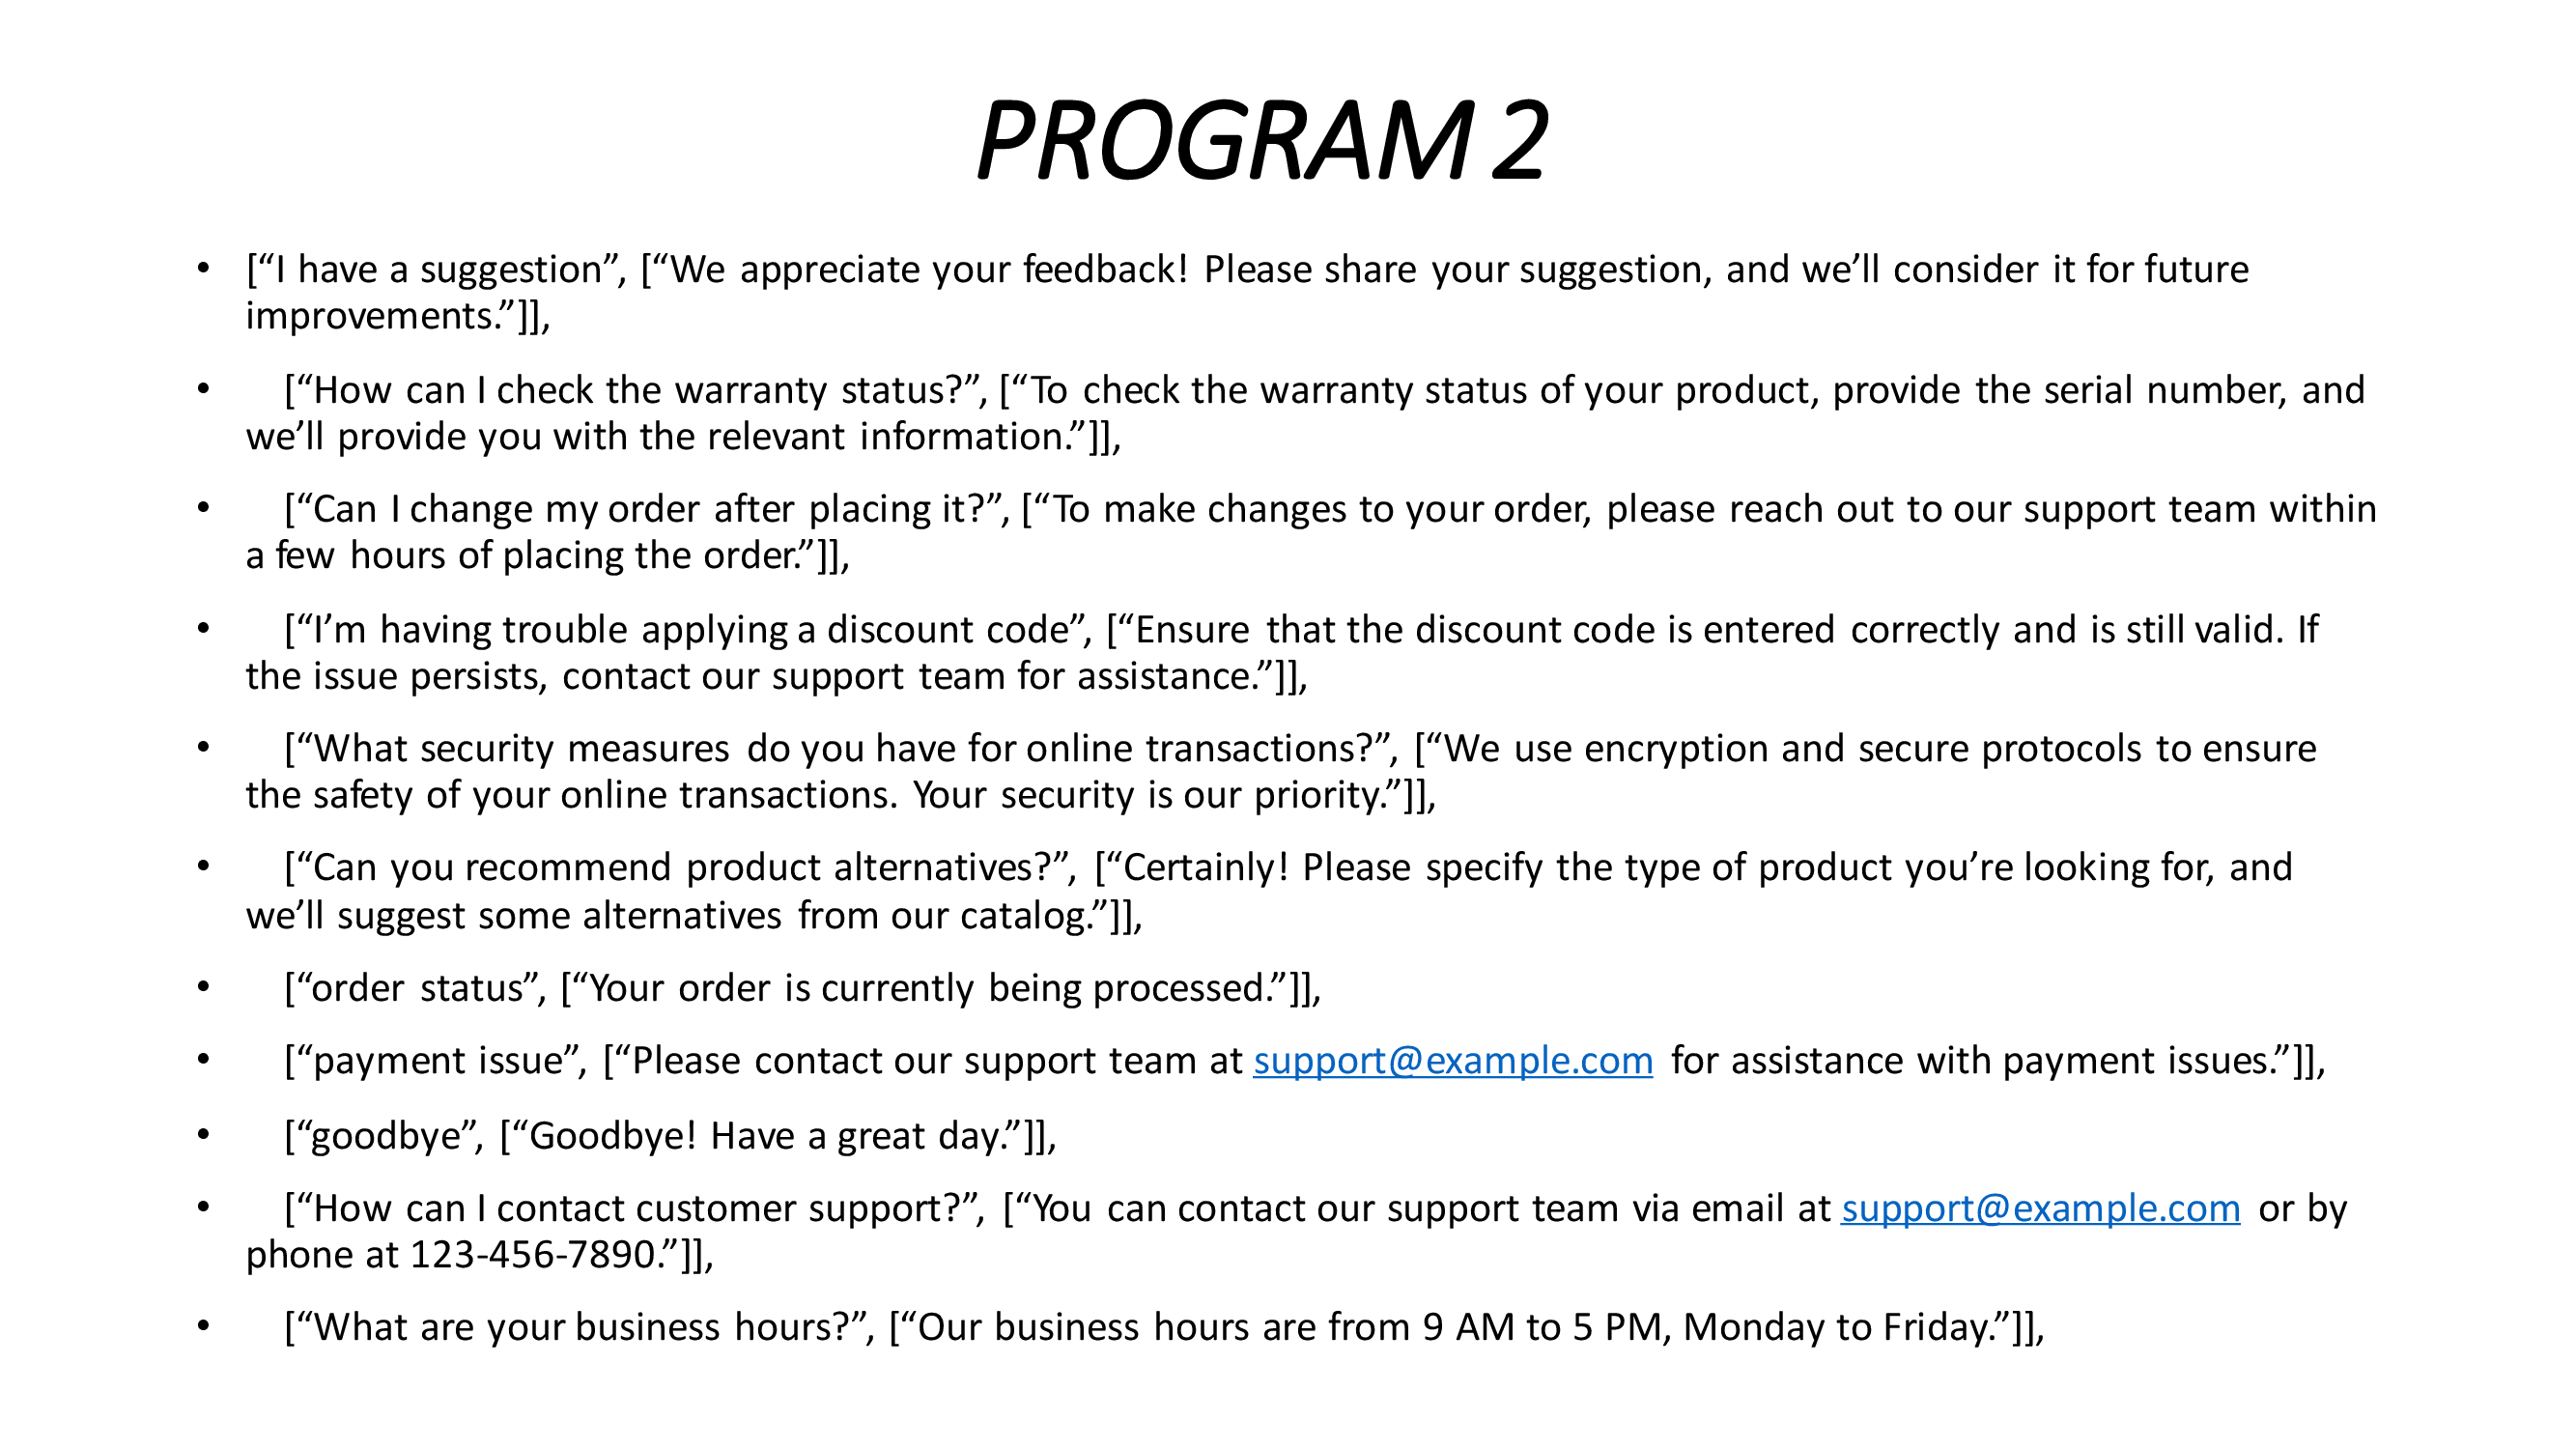 PROGRAM 2
• [“I have a suggestion”, [“We appreciate your feedback! Please share your suggestion, and we’ll consider it for future
improvements.”]],
• [“How can I check the warranty status?”, [“To check the warranty status of your product, provide the serial number, and
we’ll provide you with the relevant information.”]],
• [“Can I change my order after placing it?”, [“To make changes to your order, please reach out to our support team within
a few hours of placing the order.”]],
• [“I’m having trouble applying a discount code”, [“Ensure that the discount code is entered correctly and is still valid. If
the issue persists, contact our support team for assistance.”]],
• [“What security measures do you have for online transactions?”, [“We use encryption and secure protocols to ensure
the safety of your online transactions. Your security is our priority.”]],
• [“Can you recommend product alternatives?”, [“Certainly! Please specify the type of product you’re looking for, and
we’ll suggest some alternatives from our catalog.”]],
• [“order status”, [“Your order is currently being processed.”]],
• [“payment issue”, [“Please contact our support team at support@example.com for assistance with payment issues.”]],
• [“goodbye”, [“Goodbye! Have a great day.”]],
• [“How can I contact customer support?”, [“You can contact our support team via email at support@example.com or by
phone at 123-456-7890.”]],
• [“What are your business hours?”, [“Our business hours are from 9 AM to 5 PM, Monday to Friday.”]],